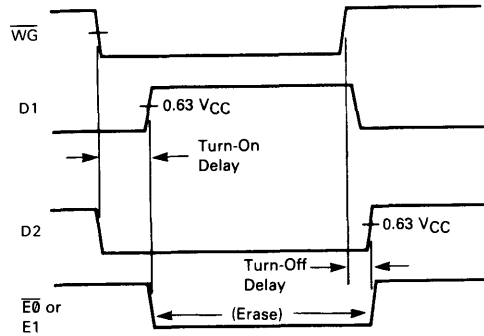 WG
D1
0.63 VCC
Turn-On
Delay
D2
0.63 VCC
Turn-Off
Delay
E0 or
E1
(Erase)